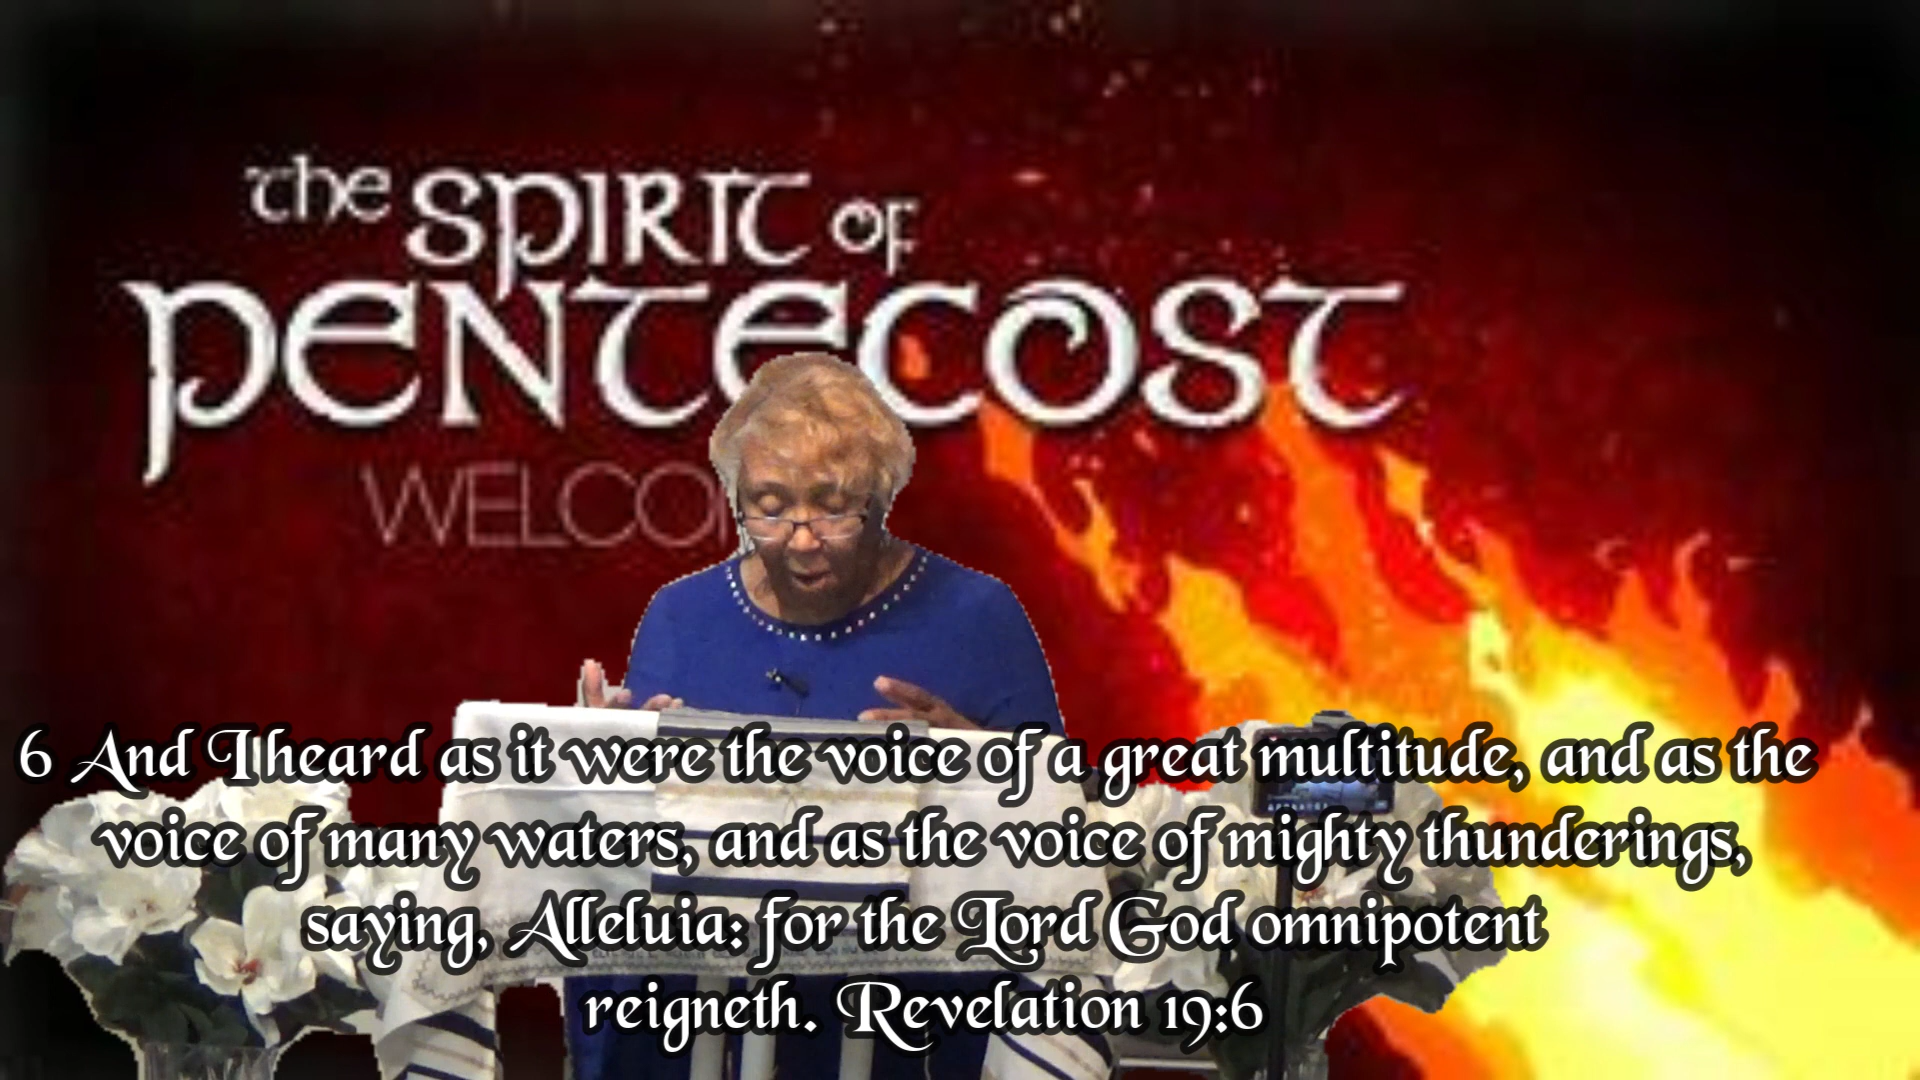 the spirit of
pentecost
6 And I heard as it were the voice of a great multitude, and as the
voice of many waters, and as the voice of mighty thunderings,
saying, Alleluia: for the Lord God omnipotent
reigneth. Revelation 19:6